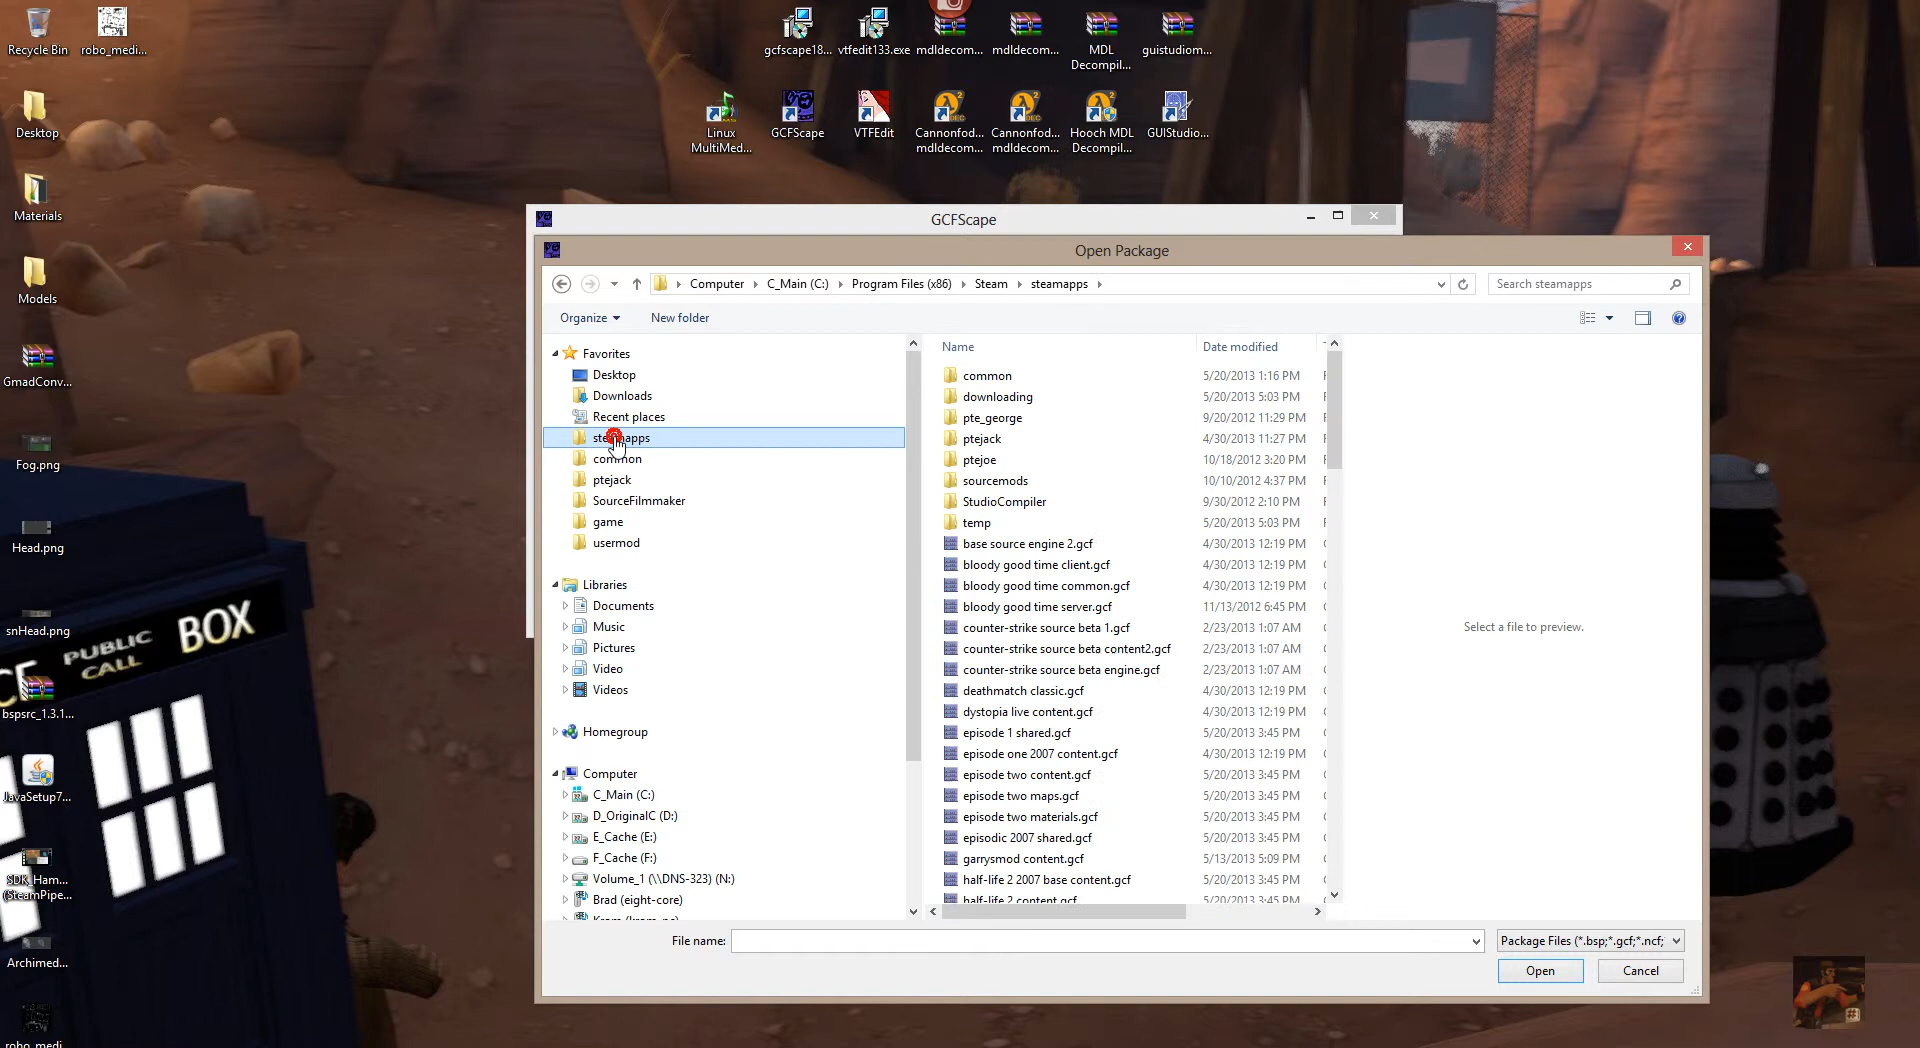 Recycle Bin
robo_medi...
gcfscape18...
vtfedit133.exe
mdldecom...
mdldecom...
MDL
Decompil...
guistudiom...
Desktop
Linux
MultiMed...
GCFScape
VTFEdit
Cannonfod...
mdldecom...
Cannonfod...
mdldecom...
Hooch MDL
Decompil...
GUIStudio...
Materials
Models
GmadConv...
Fog.png
Head.png
snHead.png
PUBLIC
CALL
BOX
bspsrc_1.3.1...
JavaSetup7...
SDK_Ham...
(SteamPipe...
Archimed...
robo_medi...
GCFScape
Open Package
Computer
C_Main (C:)
Program Files (x86)
Steam
steamapps
Search steamapps
Organize
New folder
Favorites
Desktop
Downloads
Recent places
steamapps
common
ptejack
SourceFilmmaker
game
usermod
Libraries
Documents
Music
Pictures
Video
Videos
Homegroup
Computer
C_Main (C:)
D_OriginalC (D:)
E_Cache (E:)
F_Cache (F:)
Volume_1 (\\DNS-323) (N:)
Brad (eight-core)
Name Date modified
common 5/20/2013 1:16 PM
downloading 5/20/2013 5:03 PM
pte_george 9/20/2012 11:29 PM
ptejack 4/30/2013 11:27 PM
ptejoe 10/18/2012 3:20 PM
sourcemods 10/10/2012 4:37 PM
StudioCompiler 9/30/2012 2:10 PM
temp 5/20/2013 5:03 PM
base source engine 2.gcf 4/30/2013 12:19 PM
bloody good time client.gcf 4/30/2013 12:19 PM
bloody good time common.gcf 4/30/2013 12:19 PM
bloody good time server.gcf 11/13/2012 6:45 PM
counter-strike source beta 1.gcf 2/23/2013 1:07 AM
counter-strike source beta content2.gcf 2/23/2013 1:07 AM
counter-strike source beta engine.gcf 2/23/2013 1:07 AM
deathmatch classic.gcf 4/30/2013 12:19 PM
dystopia live content.gcf 4/30/2013 12:19 PM
episode 1 shared.gcf 5/20/2013 3:45 PM
episode one 2007 content.gcf 4/30/2013 12:19 PM
episode two content.gcf 5/20/2013 3:45 PM
episode two maps.gcf 5/20/2013 3:45 PM
episode two materials.gcf 5/20/2013 3:45 PM
episodic 2007 shared.gcf 5/20/2013 3:45 PM
garrysmod content.gcf 5/13/2013 5:09 PM
half-life 2 2007 base content.gcf 5/20/2013 3:45 PM
half-life 2 content.gcf 5/20/2013 3:45 PM
Select a file to preview.
File name:
Package Files (*.bsp;*.gcf;*.ncf;
Open
Cancel